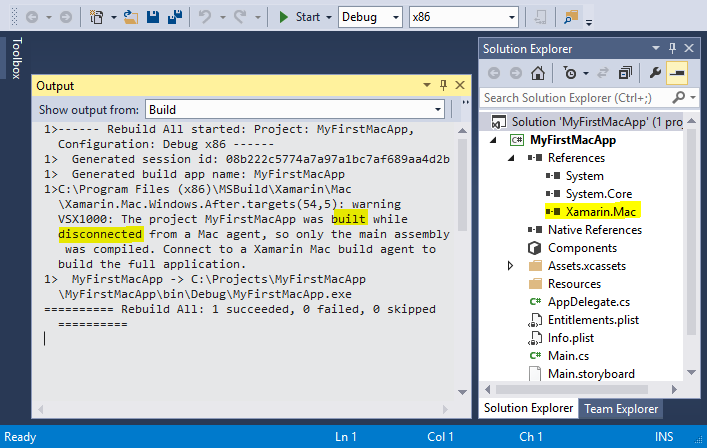 Start
Debug
x86
Toolbox
Output
Show output from:
Build
1>------ Rebuild All started: Project: MyFirstMacApp,
Configuration: Debug x86 ------
1>  Generated session id: 08b222c5774a7a97a1bc7af689aa4d2b
1>  Generated build app name: MyFirstMacApp
1>C:\Program Files (x86)\MSBuild\Xamarin\Mac
\Xamarin.Mac.Windows.After.targets(54,5): warning
VSX1000: The project MyFirstMacApp was built while
disconnected from a Mac agent, so only the main assembly
was compiled. Connect to a Xamarin Mac build agent to
build the full application.
1>  MyFirstMacApp -> C:\Projects\MyFirstMacApp
\MyFirstMacApp\bin\Debug\MyFirstMacApp.exe
========== Rebuild All: 1 succeeded, 0 failed, 0 skipped
==========
Solution Explorer
Search Solution Explorer (Ctrl+;)
Solution 'MyFirstMacApp' (1 proj
C# MyFirstMacApp
References
System
System.Core
Xamarin.Mac
Native References
Components
Assets.xcassets
Resources
C# AppDelegate.cs
Entitlements.plist
Info.plist
C# Main.cs
Main.storyboard
Solution Explorer
Team Explorer
Ready
Ln 1
Col 1
Ch 1
INS